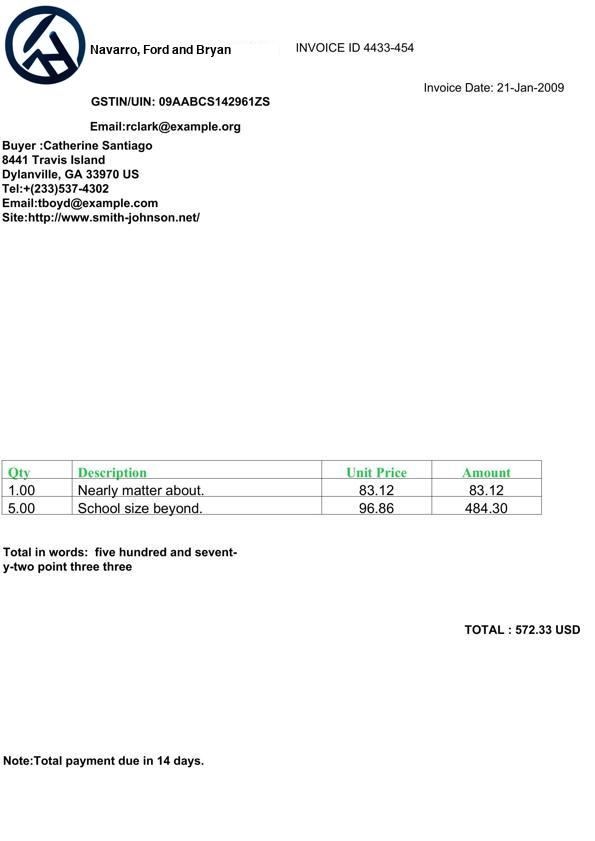 Navarro, Ford and Bryan
INVOICE ID 4433-454
Invoice Date: 21-Jan-2009
GSTIN/UIN: 09AABCS142961ZS
Email:rclark@example.org
Buyer :Catherine Santiago
8441 Travis Island
Dylanville, GA 33970 US
Tel:+(233)537-4302
Email:tboyd@example.com
Site:http://www.smith-johnson.net/
Qty Description Unit Price Amount
1.00 Nearly matter about. 83.12 83.12
5.00 School size beyond. 96.86 484.30
Total in words: five hundred and sevent-
y-two point three three
TOTAL : 572.33 USD
Note:Total payment due in 14 days.